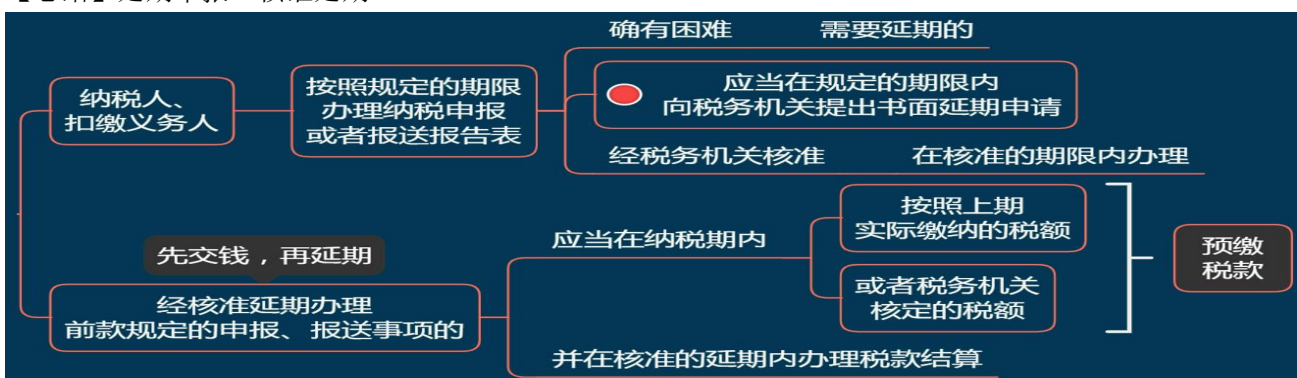 纳税人、
扣缴义务人
按照规定的期限
办理纳税申报
或者报送报告表
确有困难 需要延期的
应当在规定的期限内
向税务机关提出书面延期申请
经税务机关核准 在核准的期限内办理
先交钱，再延期
经核准延期办理
前款规定的申报、报送事项的
应当在纳税期内
按照上期
实际缴纳的税额
或者税务机关
核定的税额
预缴
税款
并在核准的延期内办理税款结算